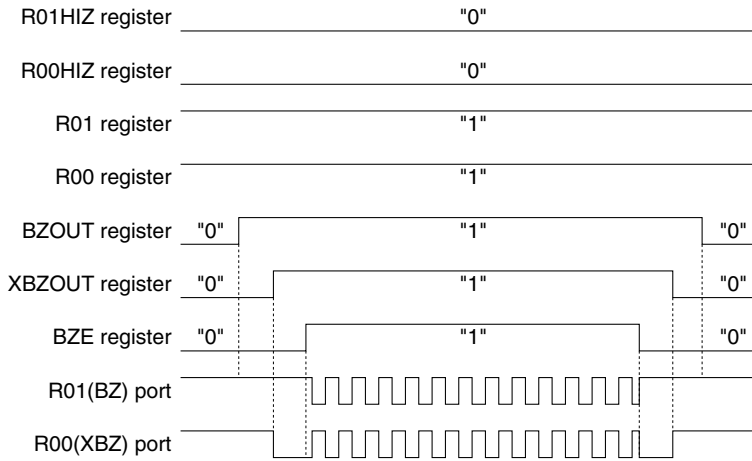 R01HIZ register "0"
R00HIZ register "0"
R01 register "1"
R00 register "1"
BZOUT register "0" "1" "0"
XBZOUT register "0" "1" "0"
BZE register "0" "1" "0"
R01(BZ) port
R00(XBZ) port